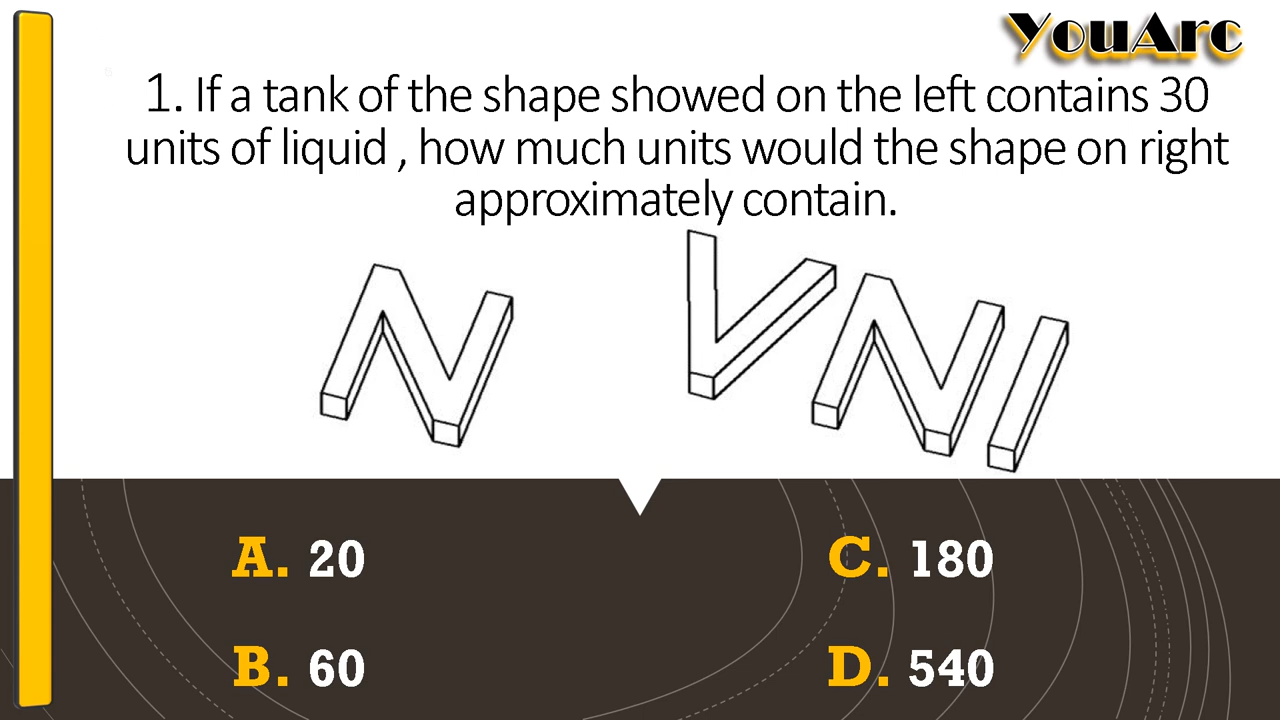 YouArc
1. If a tank of the shape showed on the left contains 30
units of liquid , how much units would the shape on right
approximately contain.
A. 20
C. 180
B. 60
D. 540